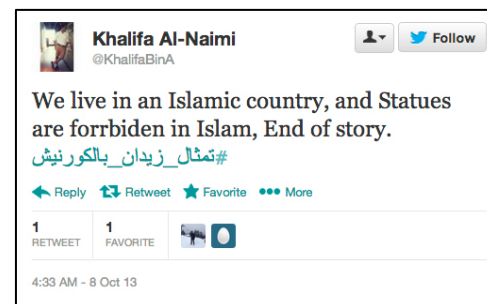 Khalifa Al-Naimi
@KhalifaBinA
Follow
We live in an Islamic country, and Statues
are forrbiden in Islam, End of story.
#تمثال_زيدان_بالكورنيش
Reply Retweet Favorite More
1 RETWEET
1 FAVORITE
4:33 AM - 8 Oct 13